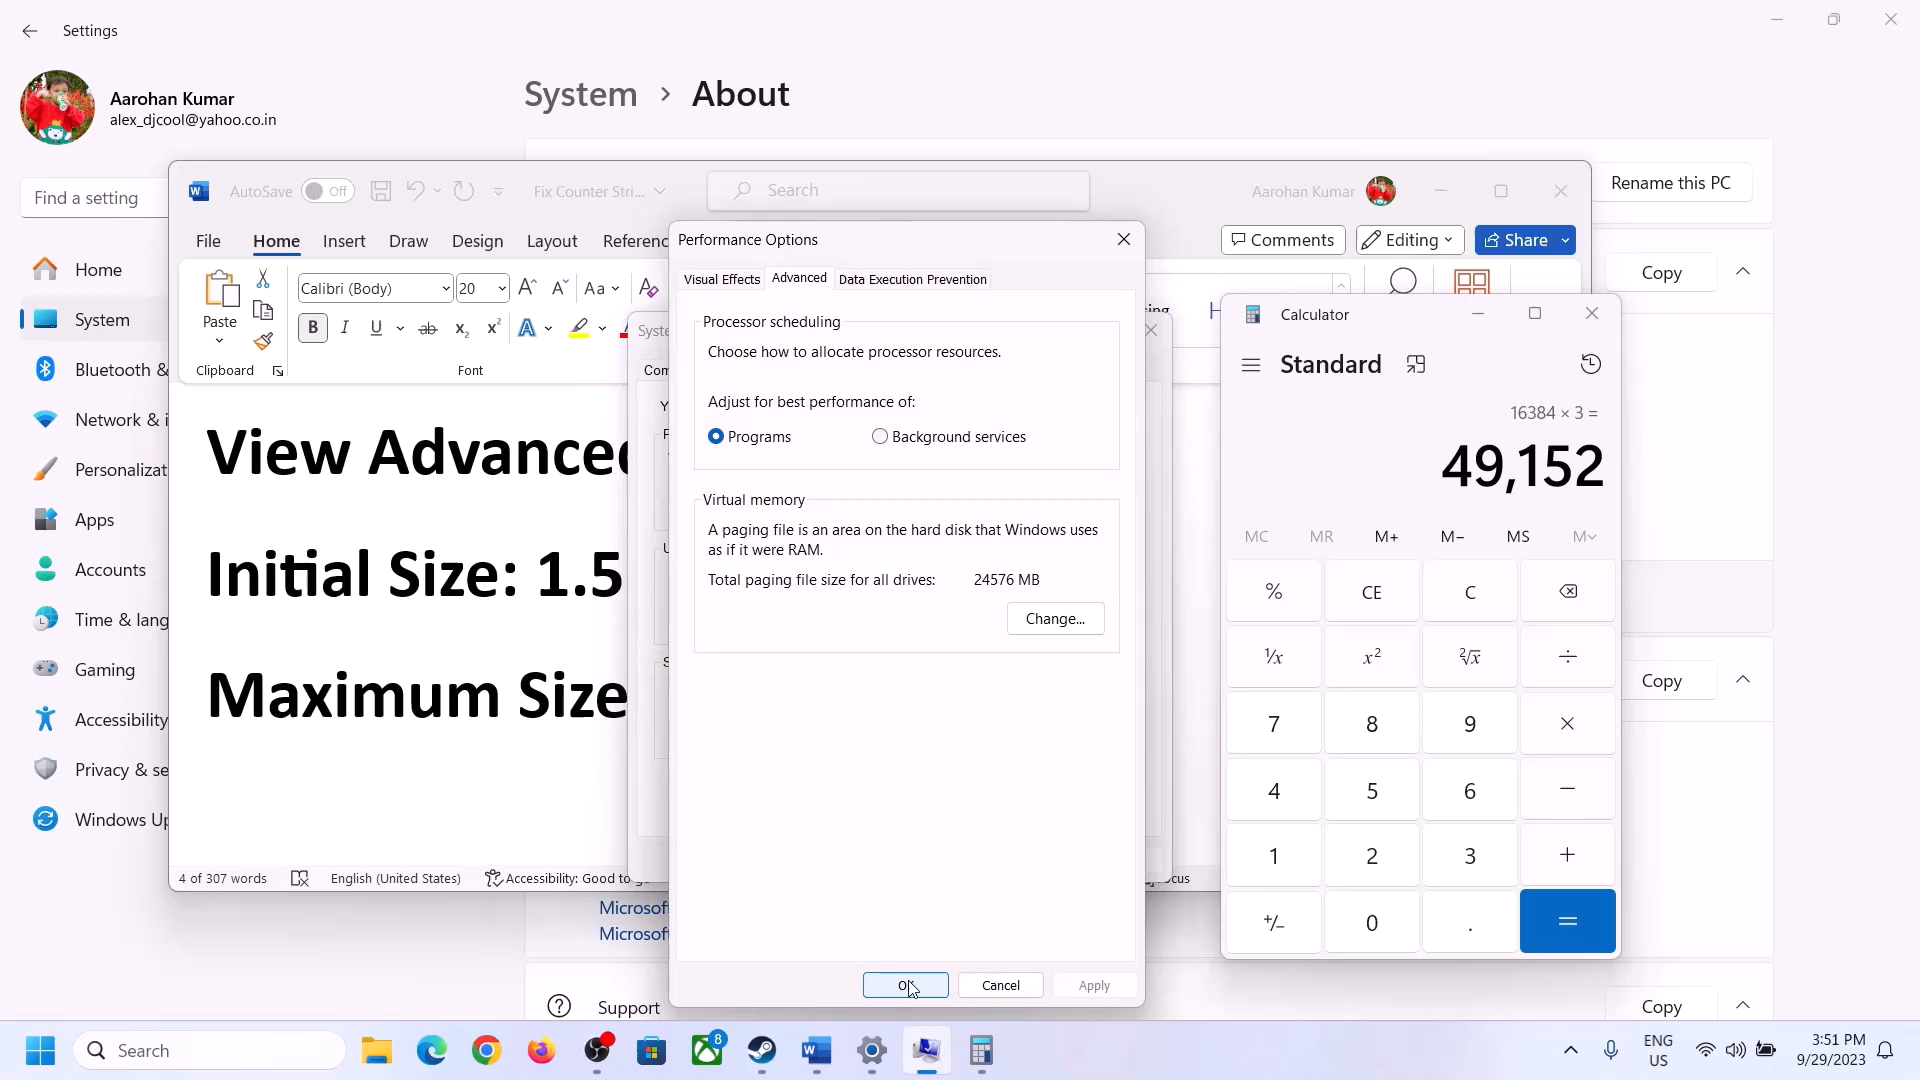 Settings
Aarohan Kumar
alex_djcool@yahoo.co.in
Find a setting
Home
System
Bluetooth &
Network & i
Personalizat
Apps
Accounts
Time & lang
Gaming
Accessibility
Privacy & se
Windows Up
System > About
Rename this PC
Copy
Copy
Support
Copy
AutoSave Off
Fix Counter Stri...
Search
Aarohan Kumar
File Home Insert Draw Design Layout Referenc
Comments Editing Share
Paste
Calibri (Body) 20
Clipboard Font
View Advanced
Initial Size: 1.5
Maximum Size
4 of 307 words English (United States) Accessibility: Good to g
Microsof
Microsof
Syste
Com
Performance Options
Visual Effects Advanced Data Execution Prevention
Processor scheduling
Choose how to allocate processor resources.
Adjust for best performance of:
Programs Background services
Virtual memory
A paging file is an area on the hard disk that Windows uses
as if it were RAM.
Total paging file size for all drives: 24576 MB
Change...
OK Cancel Apply
Calculator
Standard
16384 × 3 =
49,152
MC MR M+ M− MS M
% CE C
¹⁄x x² ²√x ÷
7 8 9 ×
4 5 6 −
1 2 3 +
+/− 0 . =
Search
8
ENG
US
3:51 PM
9/29/2023